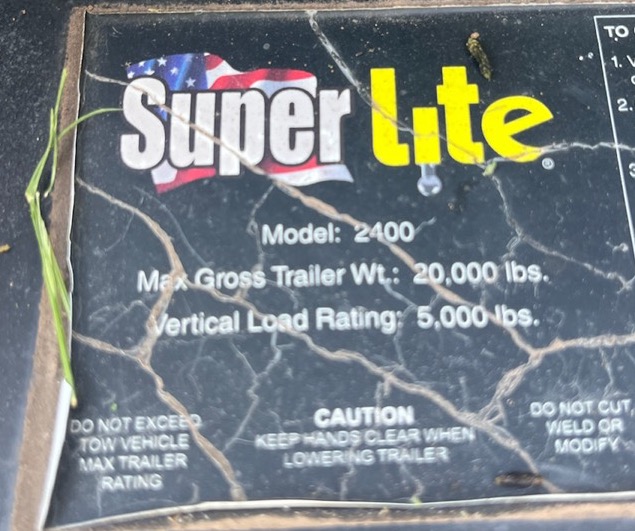 Super Lite®
Model: 2400
Max Gross Trailer Wt.: 20,000 lbs.
Vertical Load Rating: 5,000 lbs.
DO NOT EXCEED
TOW VEHICLE
MAX TRAILER
RATING
CAUTION
KEEP HANDS CLEAR WHEN
LOWERING TRAILER
DO NOT CUT,
WELD OR
MODIFY
TO
1. V
2.
3